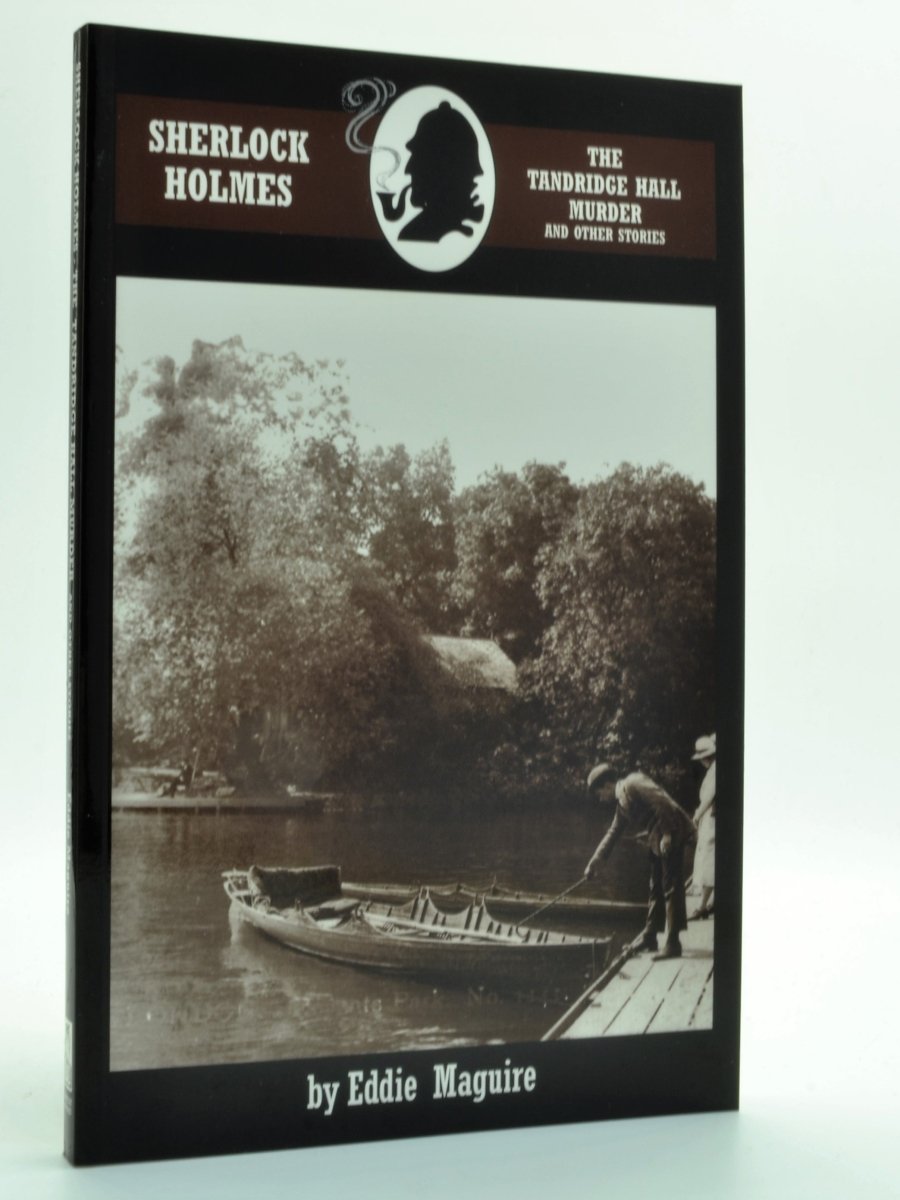 SHERLOCK
HOLMES
THE
TANDRIDGE HALL
MURDER
AND OTHER STORIES
by Eddie Maguire